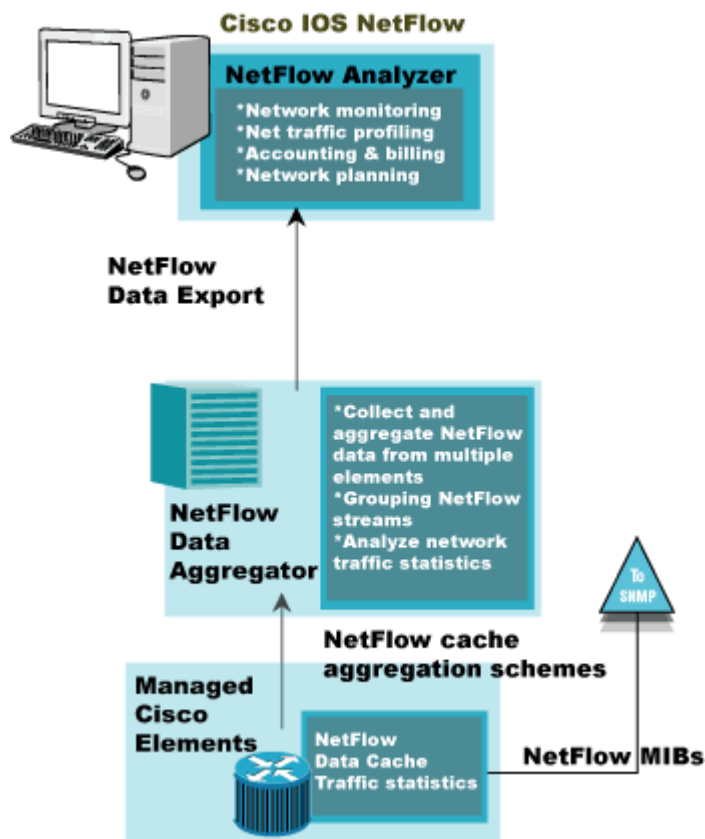 Cisco IOS NetFlow
NetFlow Analyzer
*Network monitoring
*Net traffic profiling
*Accounting & billing
*Network planning
NetFlow
Data Export
*Collect and
aggregate NetFlow
data from multiple
elements
*Grouping NetFlow
streams
*Analyze network
traffic statistics
NetFlow
Data
Aggregator
To
SNMP
NetFlow cache
aggregation schemes
Managed
Cisco
Elements
NetFlow
Data Cache
Traffic statistics
NetFlow MIBs